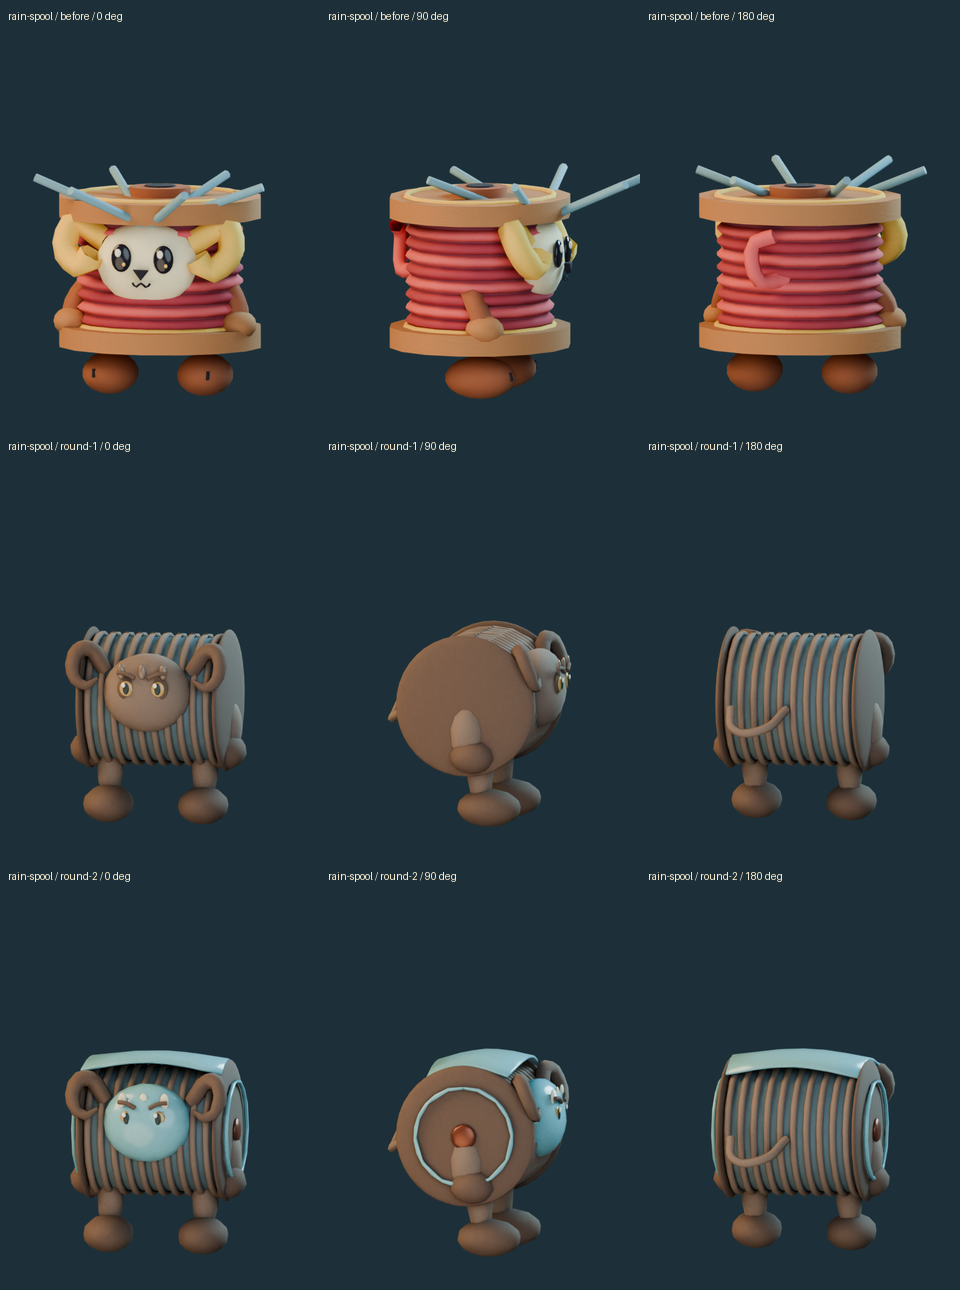 rain-spool / before / 0 deg
rain-spool / before / 90 deg
rain-spool / before / 180 deg
rain-spool / round-1 / 0 deg
rain-spool / round-1 / 90 deg
rain-spool / round-1 / 180 deg
rain-spool / round-2 / 0 deg
rain-spool / round-2 / 90 deg
rain-spool / round-2 / 180 deg